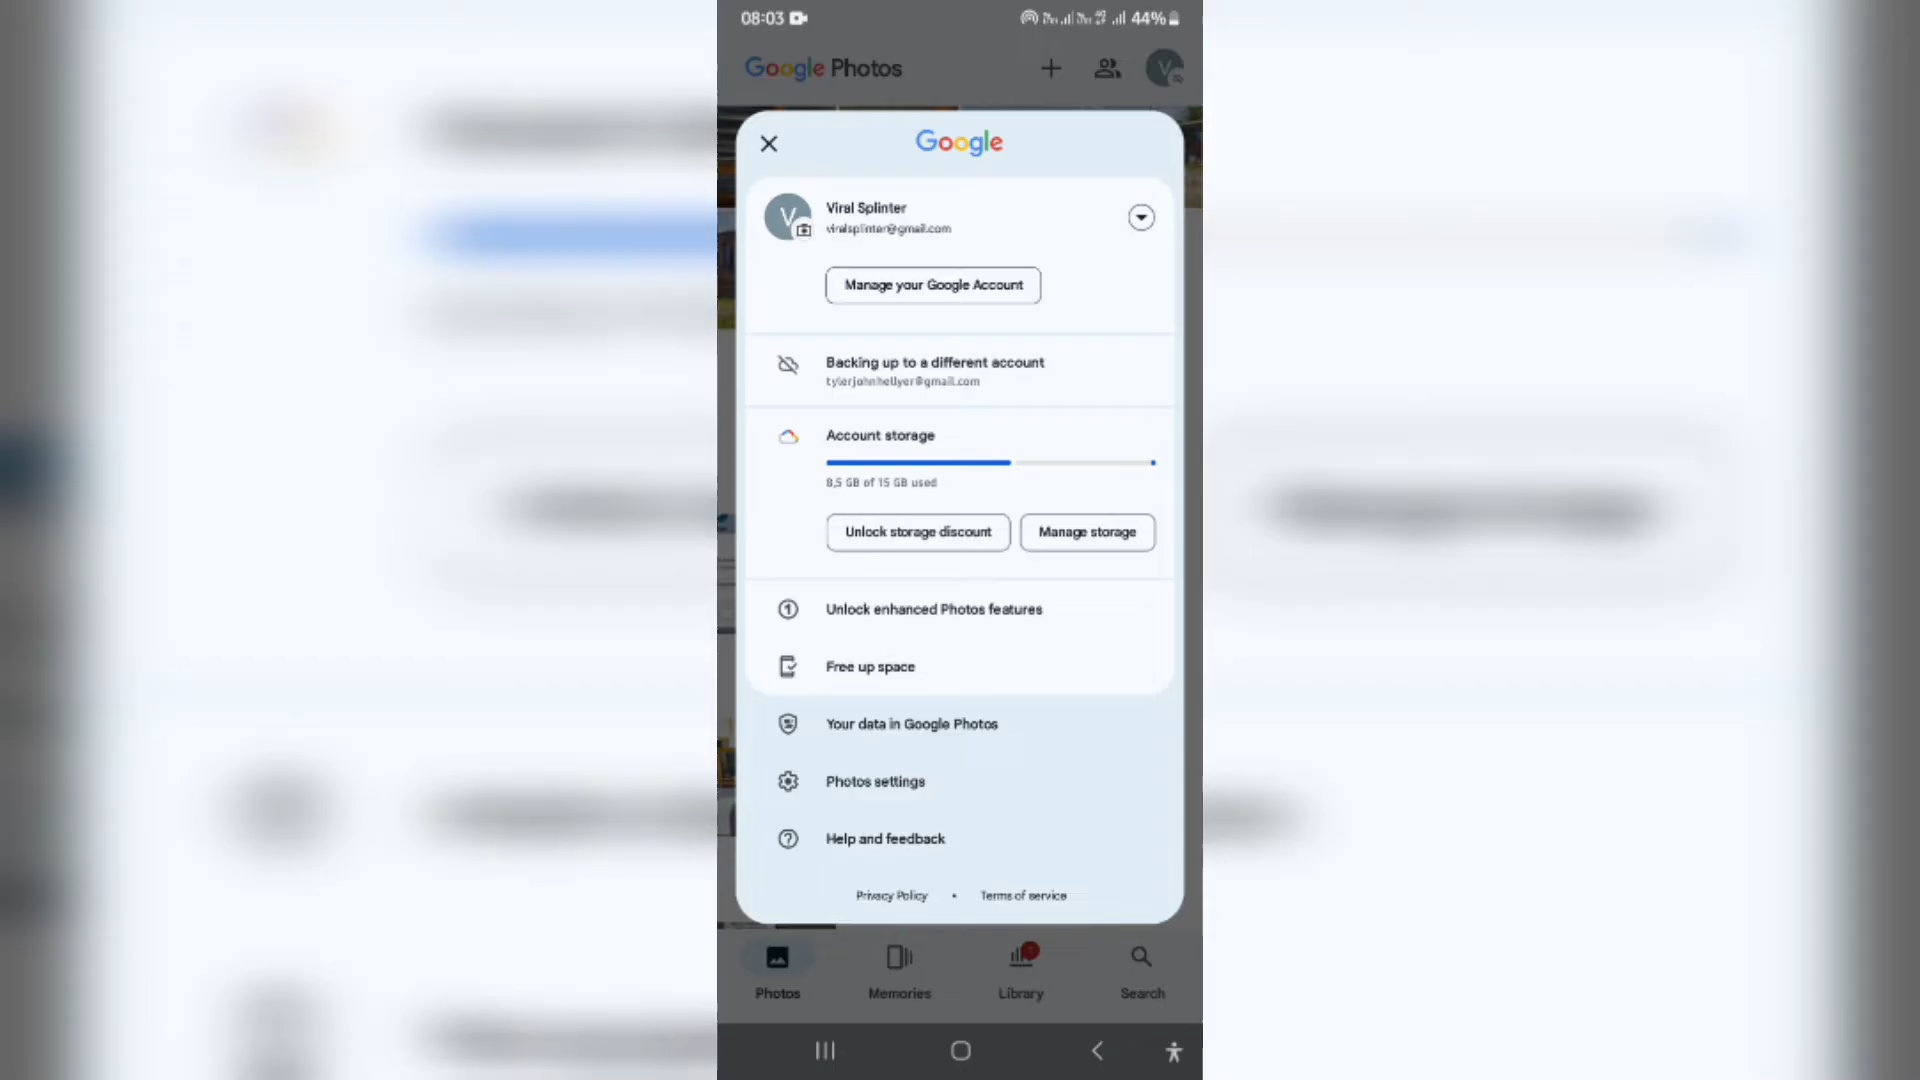 08:03
44%
Google Photos
V
Google
V
Viral Splinter
viralsplinter@gmail.com
Manage your Google Account
Backing up to a different account
tylerjohnhellyer@gmail.com
Account storage
8,5 GB of 15 GB used
Unlock storage discount
Manage storage
Unlock enhanced Photos features
Free up space
Your data in Google Photos
Photos settings
Help and feedback
Privacy Policy • Terms of service
Photos
Memories
Library
Search